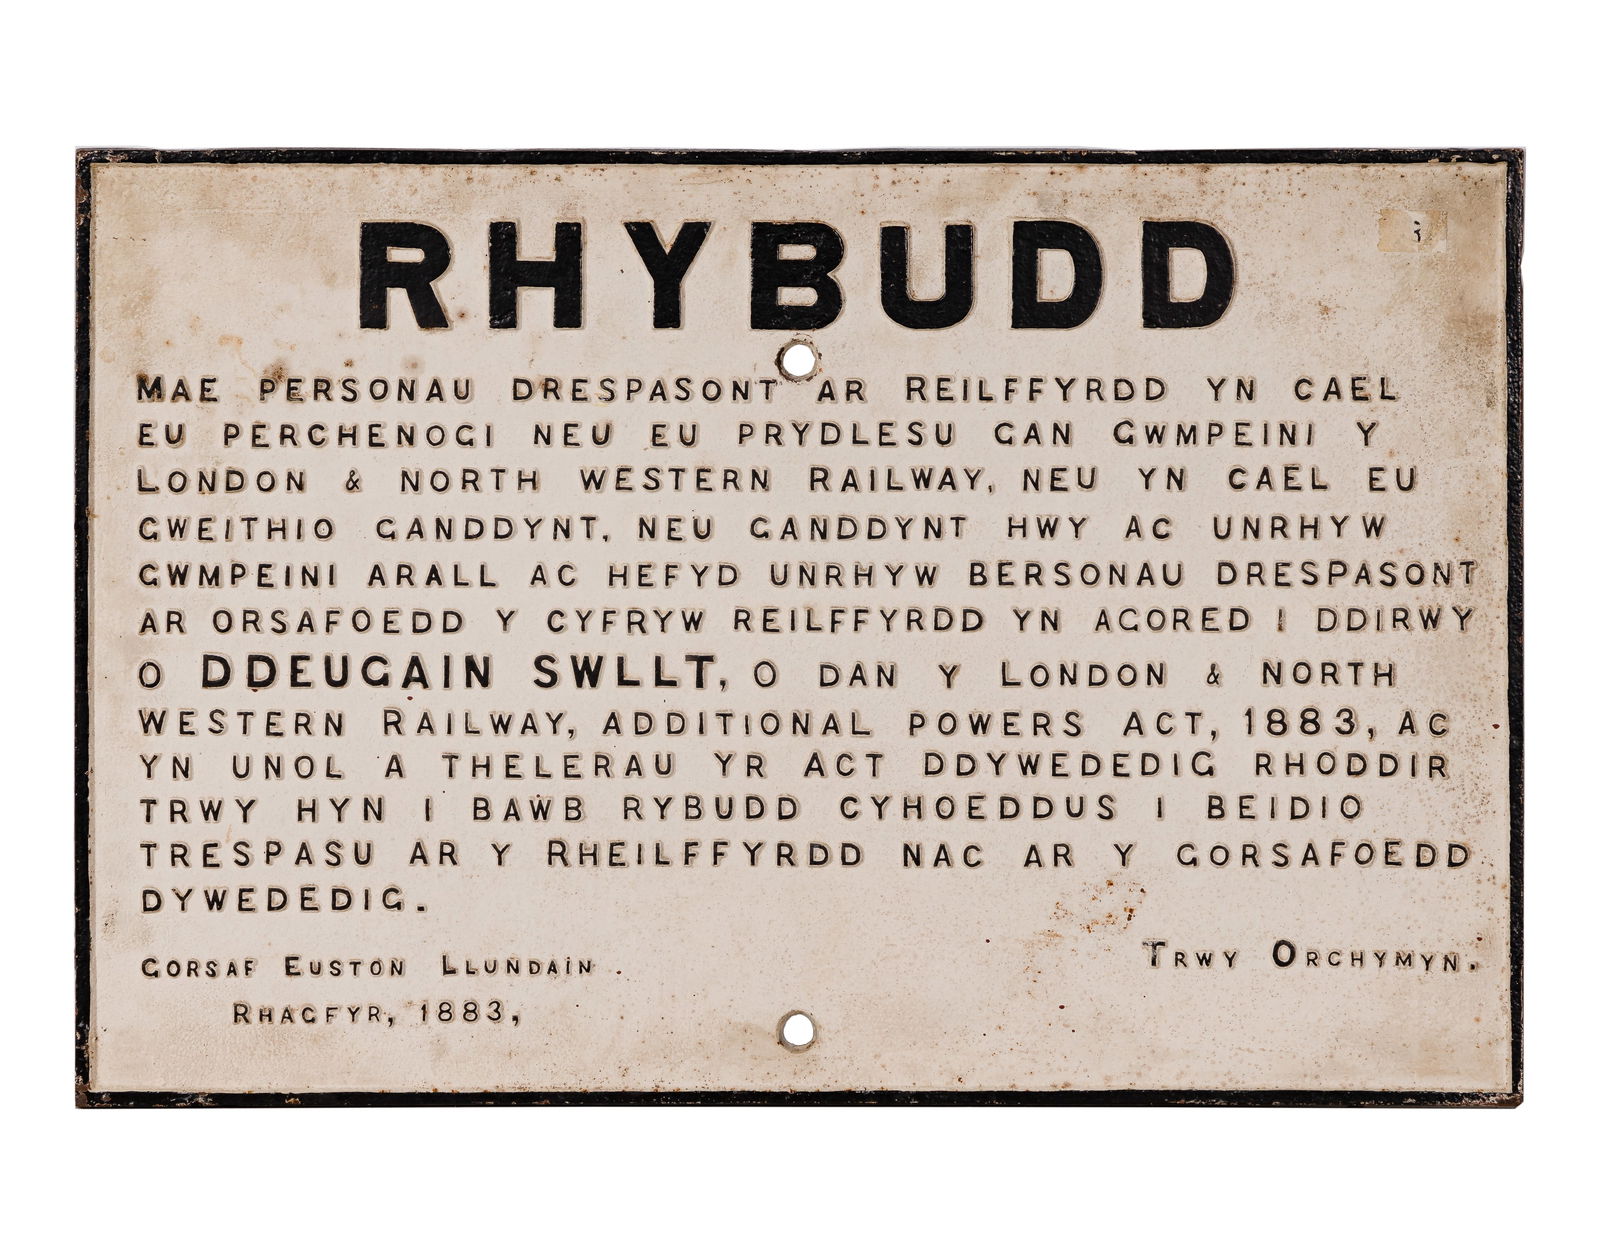 RHYBUDD
MAE PERSONAU DRESPASONT AR REILFFYRDD YN CAEL
EU PERCHENOGI NEU EU PRYDLESU GAN GWMPEINI Y
LONDON & NORTH WESTERN RAILWAY, NEU YN CAEL EU
GWEITHIO GANDDYNT, NEU GANDDYNT HWY AC UNRHYW
GWMPEINI ARALL AC HEFYD UNRHYW BERSONAU DRESPASONT
AR ORSAFOEDD Y CYFRYW REILFFYRDD YN AGORED I DDIRWY
O DDEUGAIN SWLLT, O DAN Y LONDON & NORTH
WESTERN RAILWAY, ADDITIONAL POWERS ACT, 1883, AC
YN UNOL A THELERAU YR ACT DDYWEDEDIG RHODDIR
TRWY HYN I BAWB RYBUDD CYHOEDDUS I BEIDIO
TRESPASU AR Y RHEILFFYRDD NAC AR Y GORSAFOEDD
DYWEDEDIG.
GORSAF EUSTON LLUNDAIN.
TRWY ORCHYMYN.
RHAGFYR, 1883,